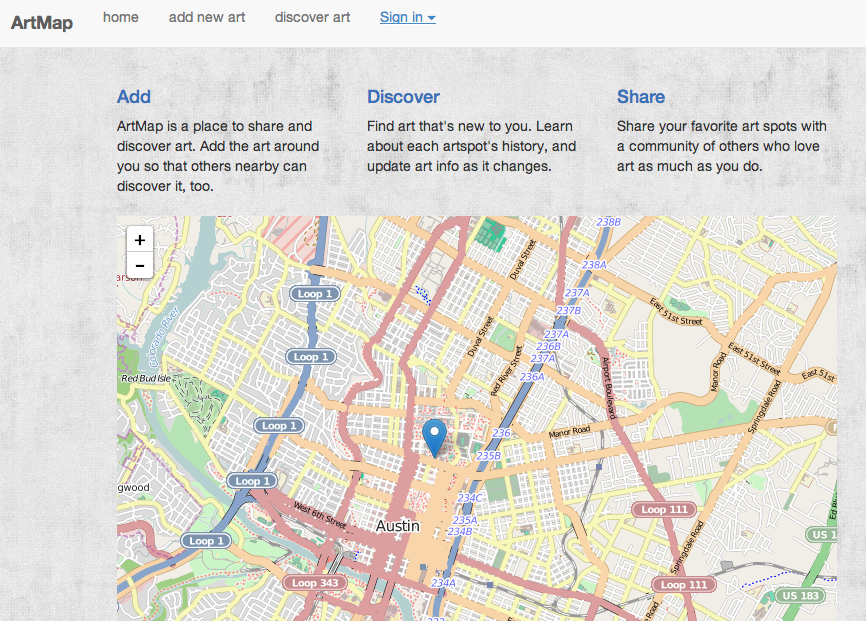 ArtMap
home
add new art
discover art
Sign in
Add
ArtMap is a place to share and
discover art. Add the art around
you so that others nearby can
discover it, too.
Discover
Find art that's new to you. Learn
about each artspot's history, and
update art info as it changes.
Share
Share your favorite art spots with
a community of others who love
art as much as you do.
+
-
238B
Duval Street
238A
Loop 1
237A
237B
East 51st Street
Colorado River
Duval Street
237A
236B
237A
Loop 1
East 51st Street
East 51st
Red Bud Isle
Red River Street
236A
Airport Boulevard
Manor Road
Springdale Road
Loop 1
236
Manor Road
235B
Loop 1
gwood
234C
West 6th Street
Austin
235A
234B
Loop 111
Springdale Road
Loop 1
US 1
Loop 343
234A
Loop 111
US 183
233